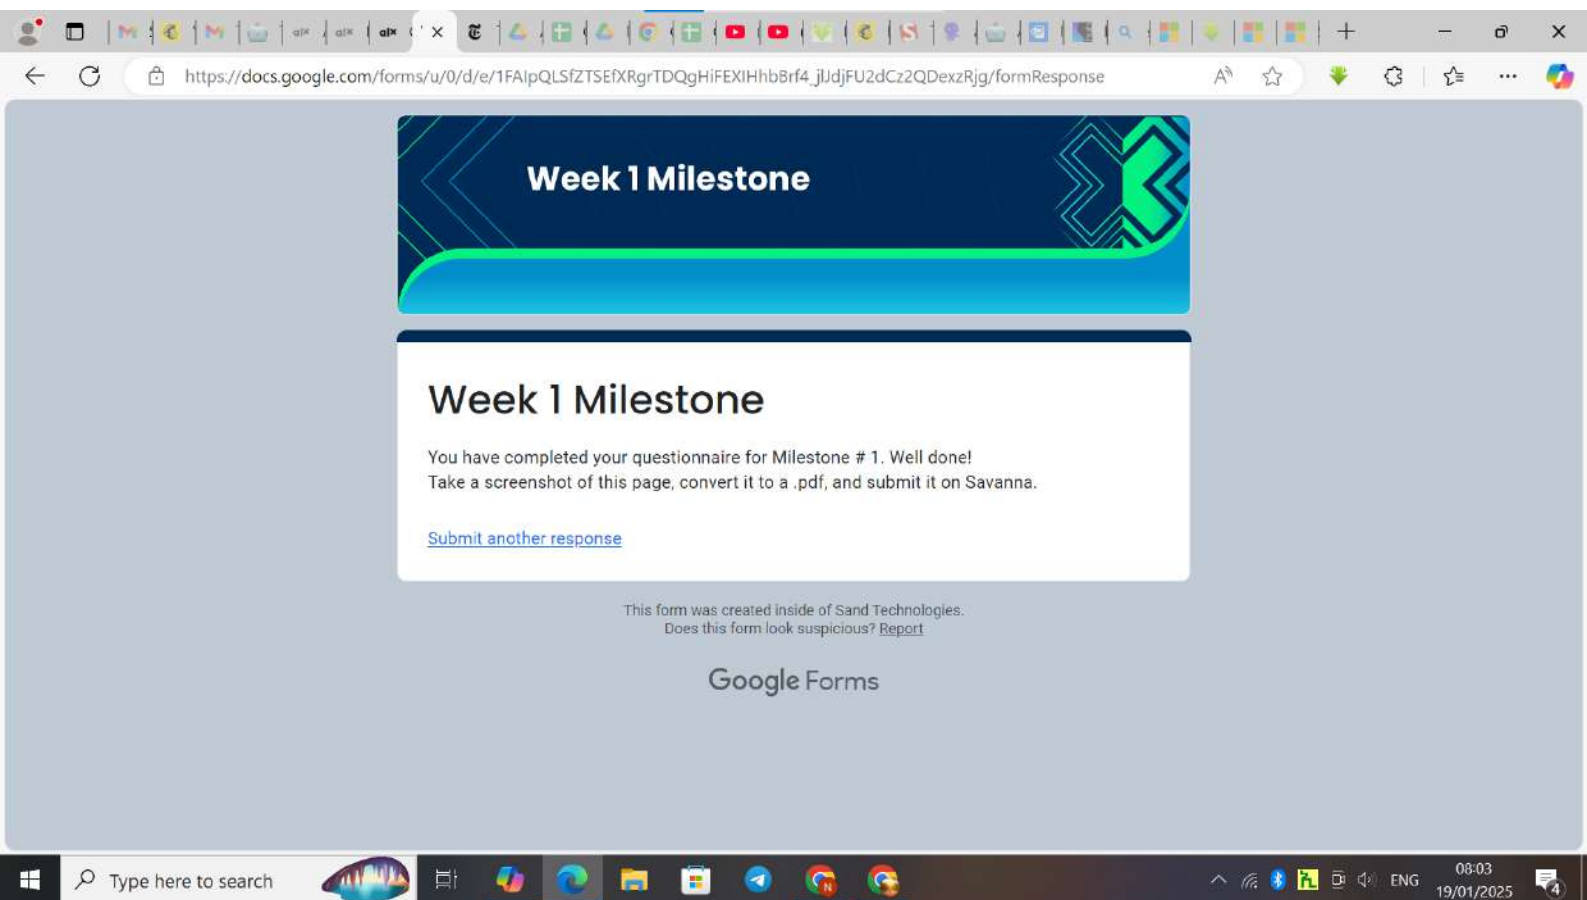 https://docs.google.com/forms/u/0/d/e/1FAIpQLSfZTSEfXRgrTDQgHiFEXIHhbBrf4_jlJdjFU2dCz2QDexzRjg/formResponse
Week 1 Milestone
Week 1 Milestone
You have completed your questionnaire for Milestone # 1. Well done!
Take a screenshot of this page, convert it to a .pdf, and submit it on Savanna.
Submit another response
This form was created inside of Sand Technologies.
Does this form look suspicious? Report
Google Forms
Type here to search
ENG
08:03
19/01/2025
4